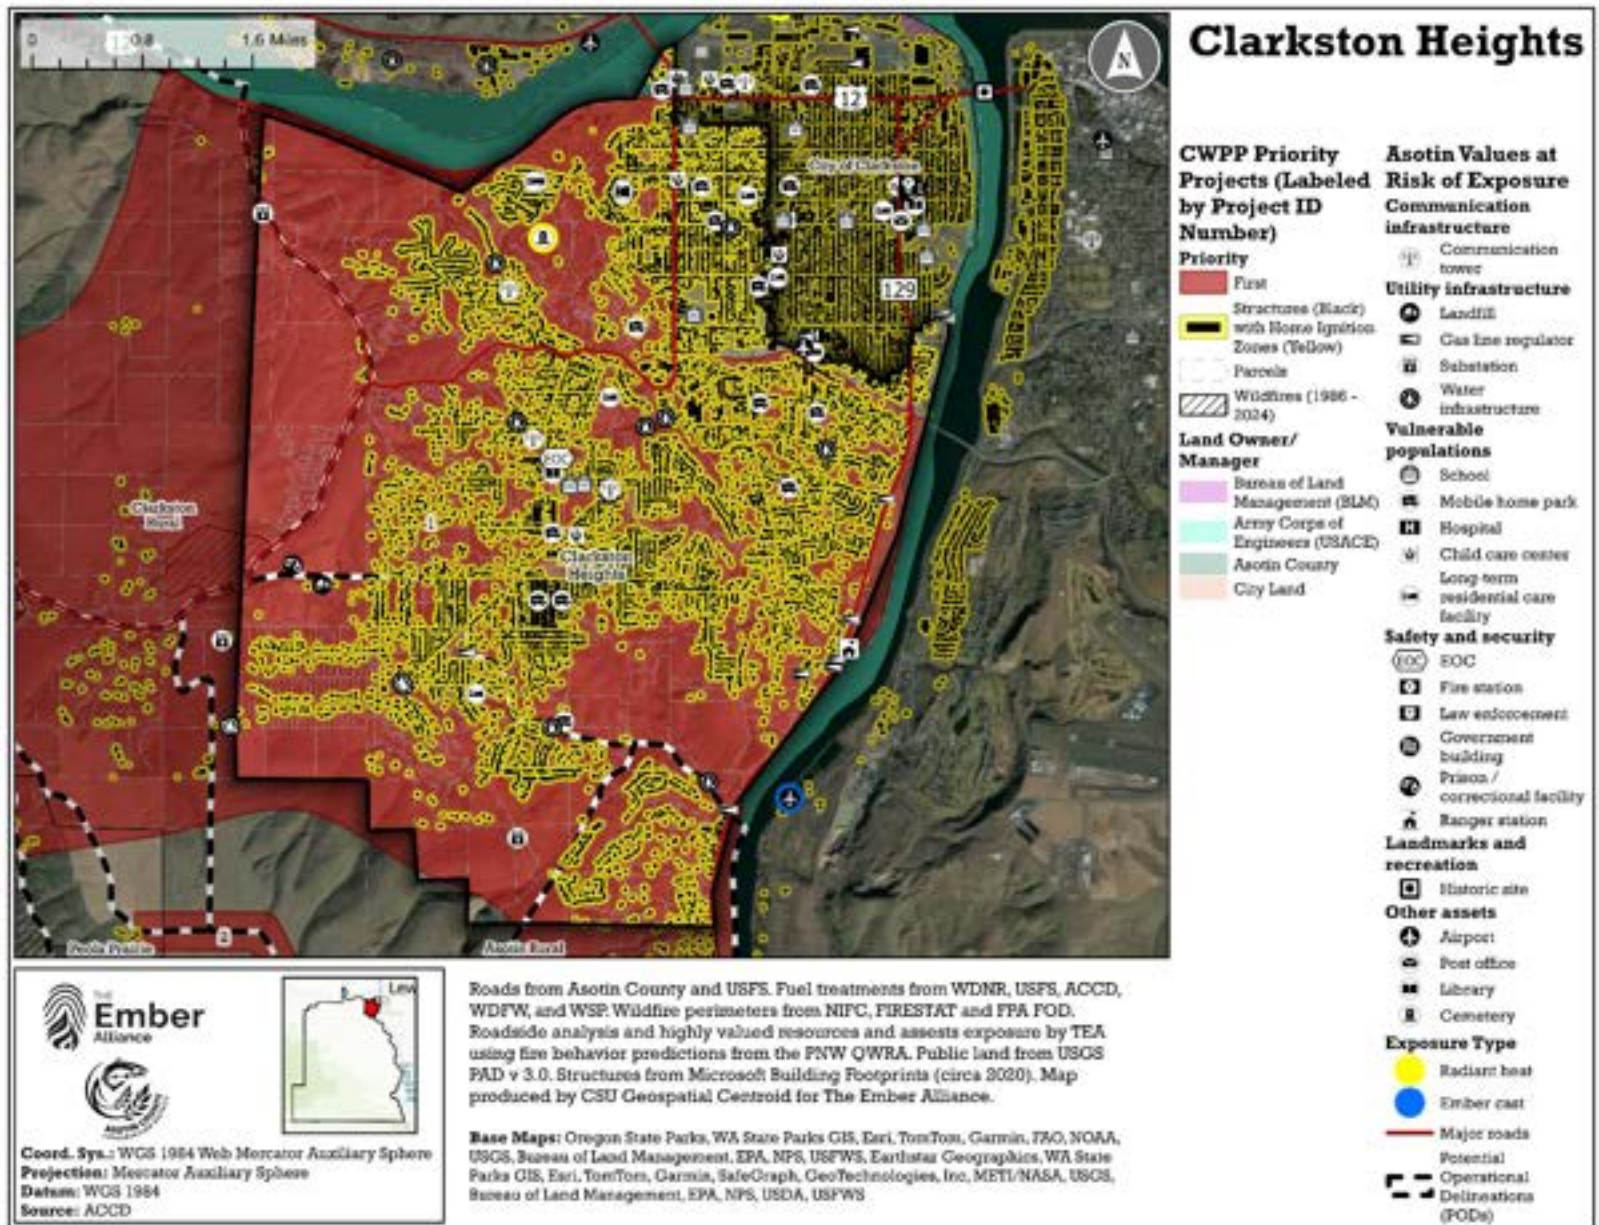 Clarkston Heights
0 0.8 1.6 Miles
12
N
12
City of Clarkston
129
EOC
Clarkston
Rural
1
Clarkston
Heights
2
Peola Prairie
Asotin Rural
CWPP Priority
Projects (Labeled
by Project ID
Number)
Priority
First
Structures (Black)
with Home Ignition
Zones (Yellow)
Parcels
Wildfires (1986 -
2024)
Land Owner/
Manager
Bureau of Land
Management (BLM)
Army Corps of
Engineers (USACE)
Asotin County
City Land
Asotin Values at
Risk of Exposure
Communication
infrastructure
Communication
tower
Utility infrastructure
Landfill
Gas line regulator
Substation
Water
infrastructure
Vulnerable
populations
School
Mobile home park
Hospital
Child care center
Long-term
residential care
facility
Safety and security
EOC EOC
Fire station
Law enforcement
Government
building
Prison /
correctional facility
Ranger station
Landmarks and
recreation
Historic site
Other assets
Airport
Post office
Library
Cemetery
Exposure Type
Radiant heat
Ember cast
Major roads
Potential
Operational
Delineations
(PODs)
THE
Ember
Alliance
Lew
Coord. Sys.: WGS 1984 Web Mercator Auxiliary Sphere
Projection: Mercator Auxiliary Sphere
Datum: WGS 1984
Source: ACCD
Roads from Asotin County and USFS. Fuel treatments from WDNR, USFS, ACCD,
WDFW, and WSP. Wildfire perimeters from NIFC, FIRESTAT and FPA FOD.
Roadside analysis and highly valued resources and assests exposure by TEA
using fire behavior predictions from the PNW QWRA. Public land from USGS
PAD v 3.0. Structures from Microsoft Building Footprints (circa 2020). Map
produced by CSU Geospatial Centroid for The Ember Alliance.
Base Maps: Oregon State Parks, WA State Parks GIS, Esri, TomTom, Garmin, FAO, NOAA,
USGS, Bureau of Land Management, EPA, NPS, USFWS, Earthstar Geographics, WA State
Parks GIS, Esri, TomTom, Garmin, SafeGraph, GeoTechnologies, Inc, METI/NASA, USGS,
Bureau of Land Management, EPA, NPS, USDA, USFWS